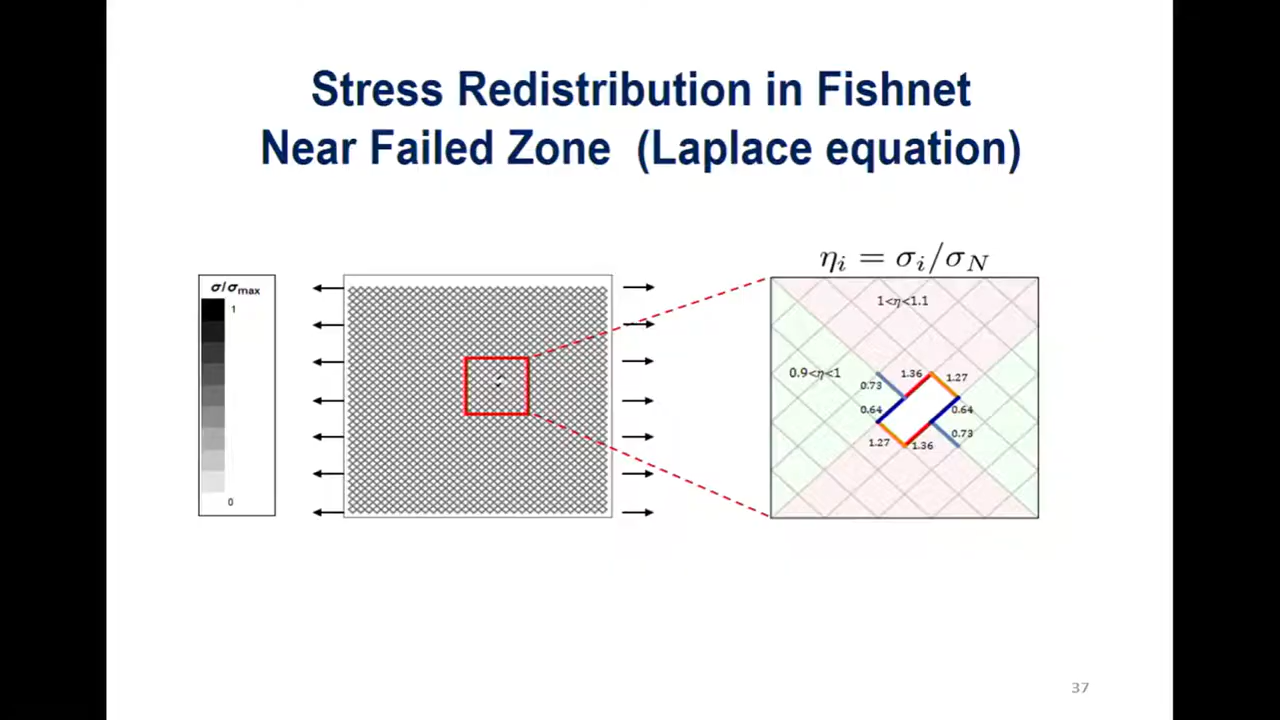 Stress Redistribution in Fishnet
Near Failed Zone (Laplace equation)
ηi = σi/σN
σ/σmax
1
0
1<η<1.1
0.9<η<1
0.73
1.36
1.27
0.64
0.64
1.27
1.36
0.73
37